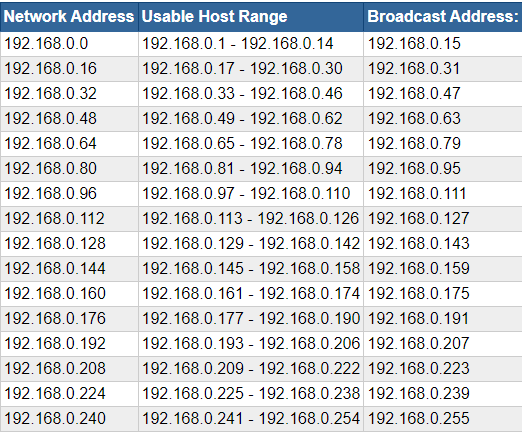 Network Address Usable Host Range Broadcast Address:
192.168.0.0 192.168.0.1 - 192.168.0.14 192.168.0.15
192.168.0.16 192.168.0.17 - 192.168.0.30 192.168.0.31
192.168.0.32 192.168.0.33 - 192.168.0.46 192.168.0.47
192.168.0.48 192.168.0.49 - 192.168.0.62 192.168.0.63
192.168.0.64 192.168.0.65 - 192.168.0.78 192.168.0.79
192.168.0.80 192.168.0.81 - 192.168.0.94 192.168.0.95
192.168.0.96 192.168.0.97 - 192.168.0.110 192.168.0.111
192.168.0.112 192.168.0.113 - 192.168.0.126 192.168.0.127
192.168.0.128 192.168.0.129 - 192.168.0.142 192.168.0.143
192.168.0.144 192.168.0.145 - 192.168.0.158 192.168.0.159
192.168.0.160 192.168.0.161 - 192.168.0.174 192.168.0.175
192.168.0.176 192.168.0.177 - 192.168.0.190 192.168.0.191
192.168.0.192 192.168.0.193 - 192.168.0.206 192.168.0.207
192.168.0.208 192.168.0.209 - 192.168.0.222 192.168.0.223
192.168.0.224 192.168.0.225 - 192.168.0.238 192.168.0.239
192.168.0.240 192.168.0.241 - 192.168.0.254 192.168.0.255